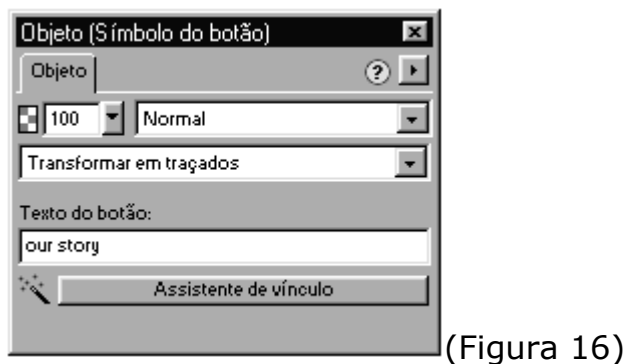 Objeto (Símbolo do botão)
Objeto
?
100 Normal
Transformar em traçados
Texto do botão:
our story
Assistente de vínculo
(Figura 16)